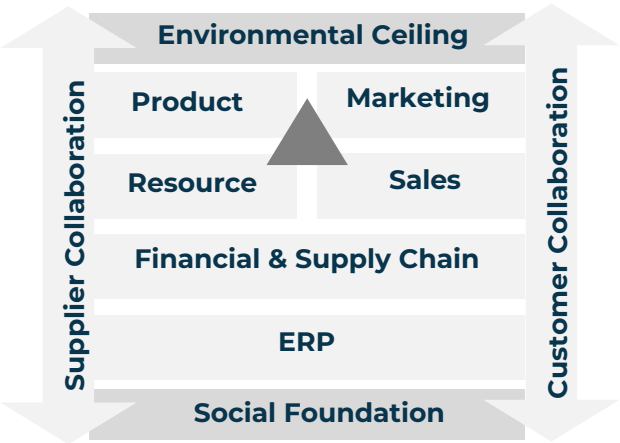 Environmental Ceiling
Product
Marketing
Resource
Sales
Financial & Supply Chain
ERP
Social Foundation
Supplier Collaboration
Customer Collaboration